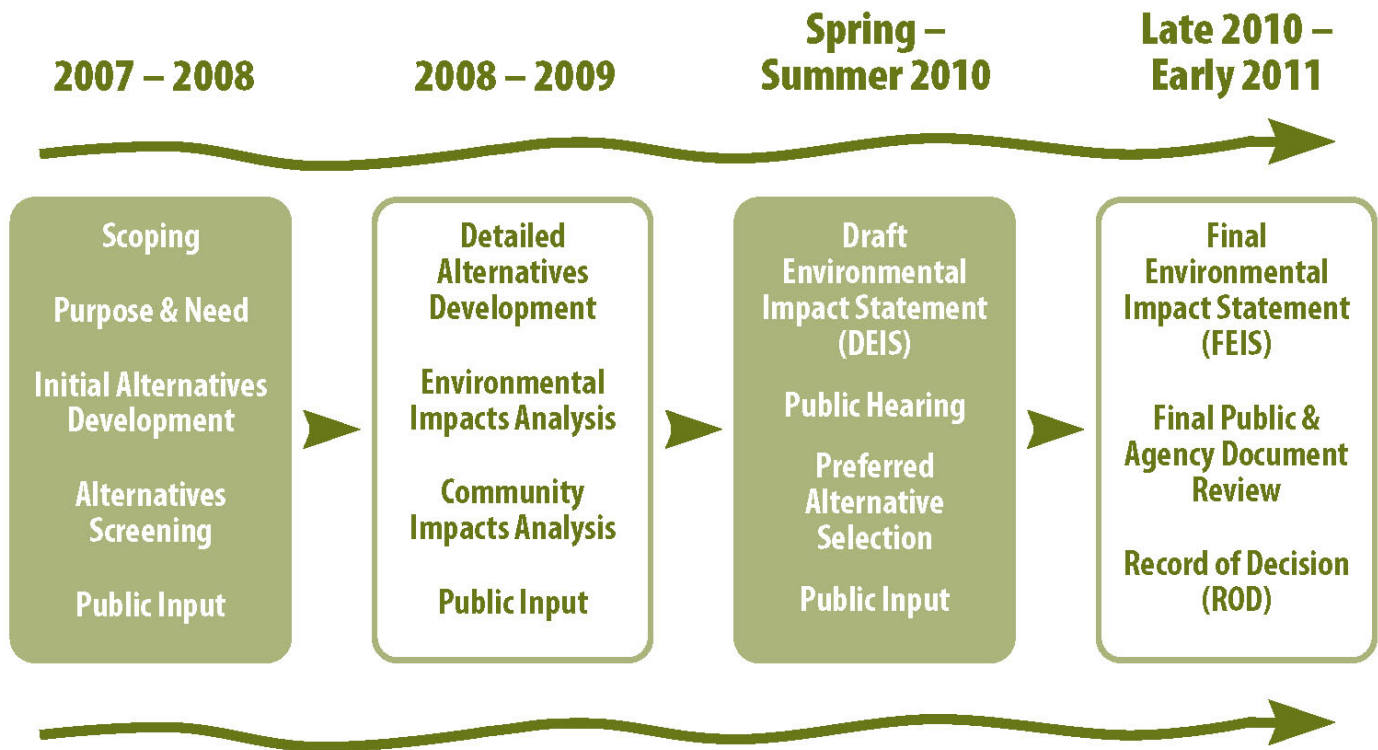 2007 – 2008
2008 – 2009
Spring –
Summer 2010
Late 2010 –
Early 2011
Scoping
Purpose & Need
Initial Alternatives
Development
Alternatives
Screening
Public Input
Detailed
Alternatives
Development
Environmental
Impacts Analysis
Community
Impacts Analysis
Public Input
Draft
Environmental
Impact Statement
(DEIS)
Public Hearing
Preferred
Alternative
Selection
Public Input
Final
Environmental
Impact Statement
(FEIS)
Final Public &
Agency Document
Review
Record of Decision
(ROD)